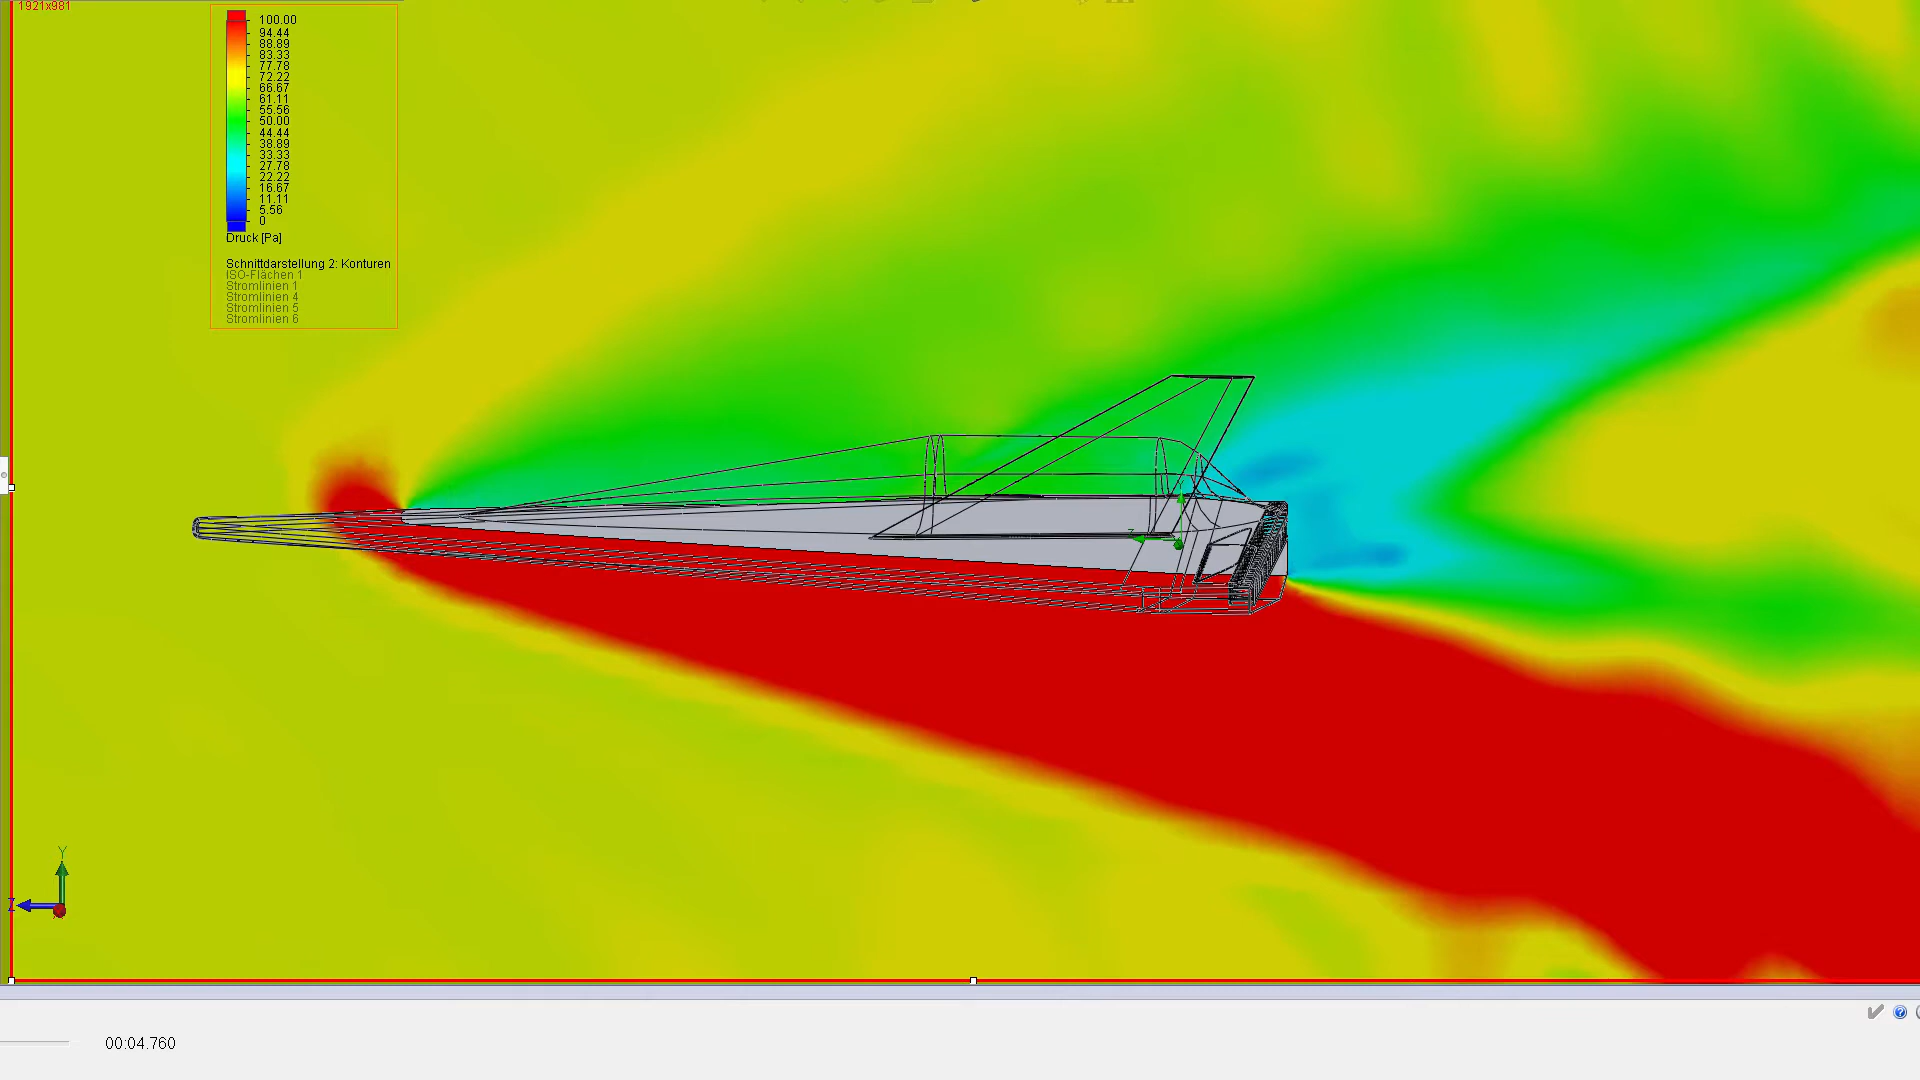 1921x981
100.00
94.44
88.89
83.33
77.78
72.22
66.67
61.11
55.56
50.00
44.44
38.89
33.33
27.78
22.22
16.67
11.11
5.56
0
Druck [Pa]
Schnittdarstellung 2: Konturen
ISO-Flächen 1
Stromlinien 1
Stromlinien 4
Stromlinien 5
Stromlinien 6
Z
Y
Z
00:04.760